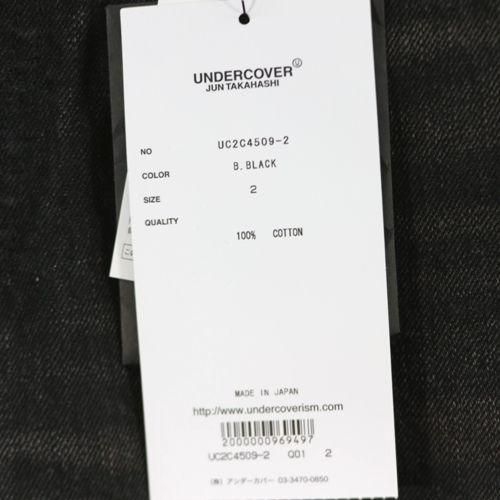 UNDERCOVER Ⓤ
JUN TAKAHASHI
NO UC2C4509-2
COLOR B.BLACK
SIZE 2
QUALITY
100% COTTON
MADE IN JAPAN
http://www.undercoverism.com/
2000000969497
UC2C4509-2 Q01 2
(株) アンダーカバー 03-3470-0850